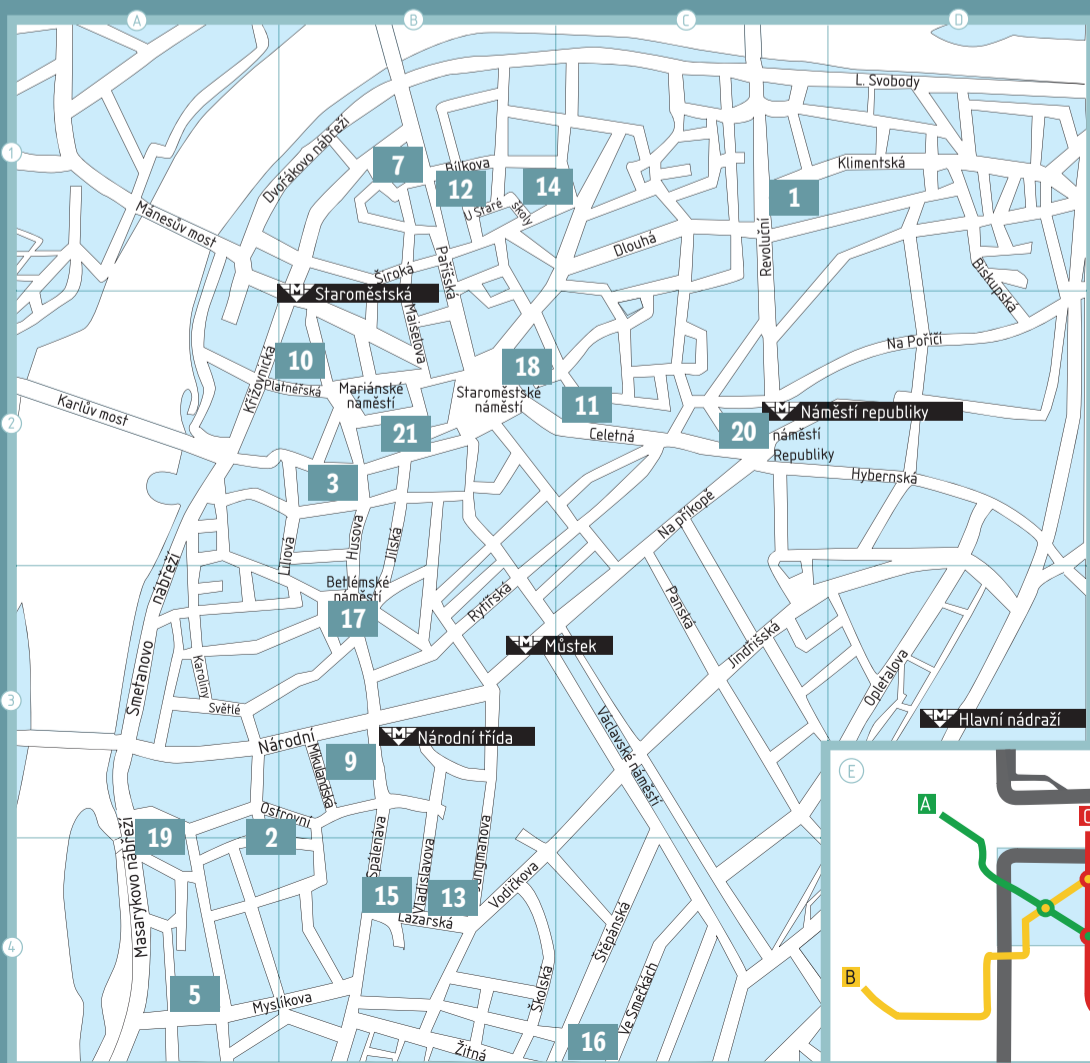 A
B
C
D
L. Svobody
1
Dvořákovo nábřeží
7
Bílkova
Klimentská
12
14
1
U Staré
školy
Mánesův most
Dlouhá
Revoluční
Široká
Pařížská
Biskupská
M Staroměstská
Maiselova
Na Poříčí
10
18
Křížovnická
Platnéřská
Mariánské
náměstí
Staroměstské
náměstí
11
M Náměstí republiky
Karlův most
2
21
Celetná
20
náměstí
Republiky
Hybernská
3
Na příkopě
Liliová
Husova
Jilská
Smetanovo nábřeží
Betlémské
náměstí
17
Rytířská
Panská
M Můstek
Jindřišská
Karoliny
Světlé
Opletalova
3
M Hlavní nádraží
Národní
M Národní třída
Václavské náměstí
9
Mikulandská
E
A
C
Ostrovní
19
2
Masarykovo nábřeží
Spálená
Vladislavova
Vodičkova
15
13
Lazarská
Štěpánská
4
B
5
Myslíkova
Školská
Ve Smečkách
16
Žitná